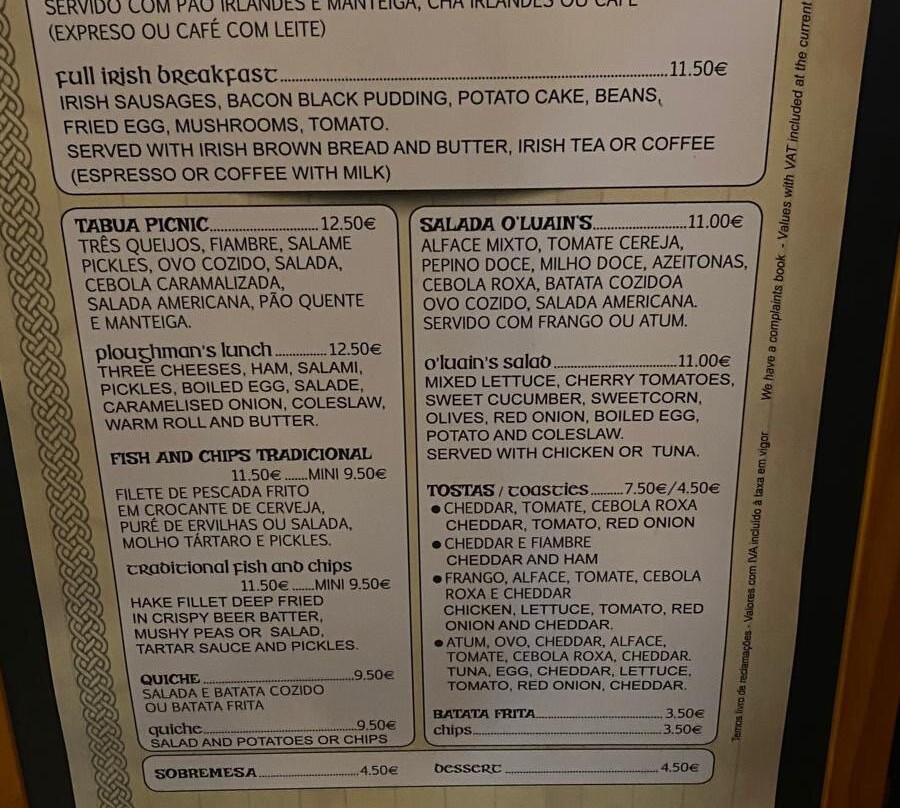 SERVIDO COM PÃO IRLANDÊS E MANTEIGA, CHÁ IRLANDÊS OU CAFÉ
(EXPRESO OU CAFÉ COM LEITE)
full irish breakfast...11.50€
IRISH SAUSAGES, BACON BLACK PUDDING, POTATO CAKE, BEANS,
FRIED EGG, MUSHROOMS, TOMATO.
SERVED WITH IRISH BROWN BREAD AND BUTTER, IRISH TEA OR COFFEE
(ESPRESSO OR COFFEE WITH MILK)
TABUA PICNIC...12.50€
TRÊS QUEIJOS, FIAMBRE, SALAME
PICKLES, OVO COZIDO, SALADA,
CEBOLA CARAMALIZADA,
SALADA AMERICANA, PÃO QUENTE
E MANTEIGA.
ploughman's lunch...12.50€
THREE CHEESES, HAM, SALAMI,
PICKLES, BOILED EGG, SALADE,
CARAMELISED ONION, COLESLAW,
WARM ROLL AND BUTTER.
FISH AND CHIPS TRADICIONAL
11.50€ ......MINI 9.50€
FILETE DE PESCADA FRITO
EM CROCANTE DE CERVEJA,
PURÉ DE ERVILHAS OU SALADA,
MOLHO TÁRTARO E PICKLES.
traditional fish and chips
11.50€ ......MINI 9.50€
HAKE FILLET DEEP FRIED
IN CRISPY BEER BATTER,
MUSHY PEAS OR SALAD,
TARTAR SAUCE AND PICKLES.
QUICHE...9.50€
SALADA E BATATA COZIDO
OU BATATA FRITA
quiche...9.50€
SALAD AND POTATOES OR CHIPS
SALADA O'LUAIN'S...11.00€
ALFACE MIXTO, TOMATE CEREJA,
PEPINO DOCE, MILHO DOCE, AZEITONAS,
CEBOLA ROXA, BATATA COZIDOA
OVO COZIDO, SALADA AMERICANA.
SERVIDO COM FRANGO OU ATUM.
o'luain's salad...11.00€
MIXED LETTUCE, CHERRY TOMATOES,
SWEET CUCUMBER, SWEETCORN,
OLIVES, RED ONION, BOILED EGG,
POTATO AND COLESLAW.
SERVED WITH CHICKEN OR TUNA.
TOSTAS / toasties...7.50€/4.50€
● CHEDDAR, TOMATE, CEBOLA ROXA
CHEDDAR, TOMATO, RED ONION
● CHEDDAR E FIAMBRE
CHEDDAR AND HAM
● FRANGO, ALFACE, TOMATE, CEBOLA
ROXA E CHEDDAR
CHICKEN, LETTUCE, TOMATO, RED
ONION AND CHEDDAR.
● ATUM, OVO, CHEDDAR, ALFACE,
TOMATE, CEBOLA ROXA, CHEDDAR.
TUNA, EGG, CHEDDAR, LETTUCE,
TOMATO, RED ONION, CHEDDAR.
BATATA FRITA...3.50€
chips...3.50€
SOBREMESA...4.50€
dessert...4.50€
Temos livro de reclamações - Valores com IVA incluido à taxa em vigor
We have a complaints book - Values with VAT included at the current